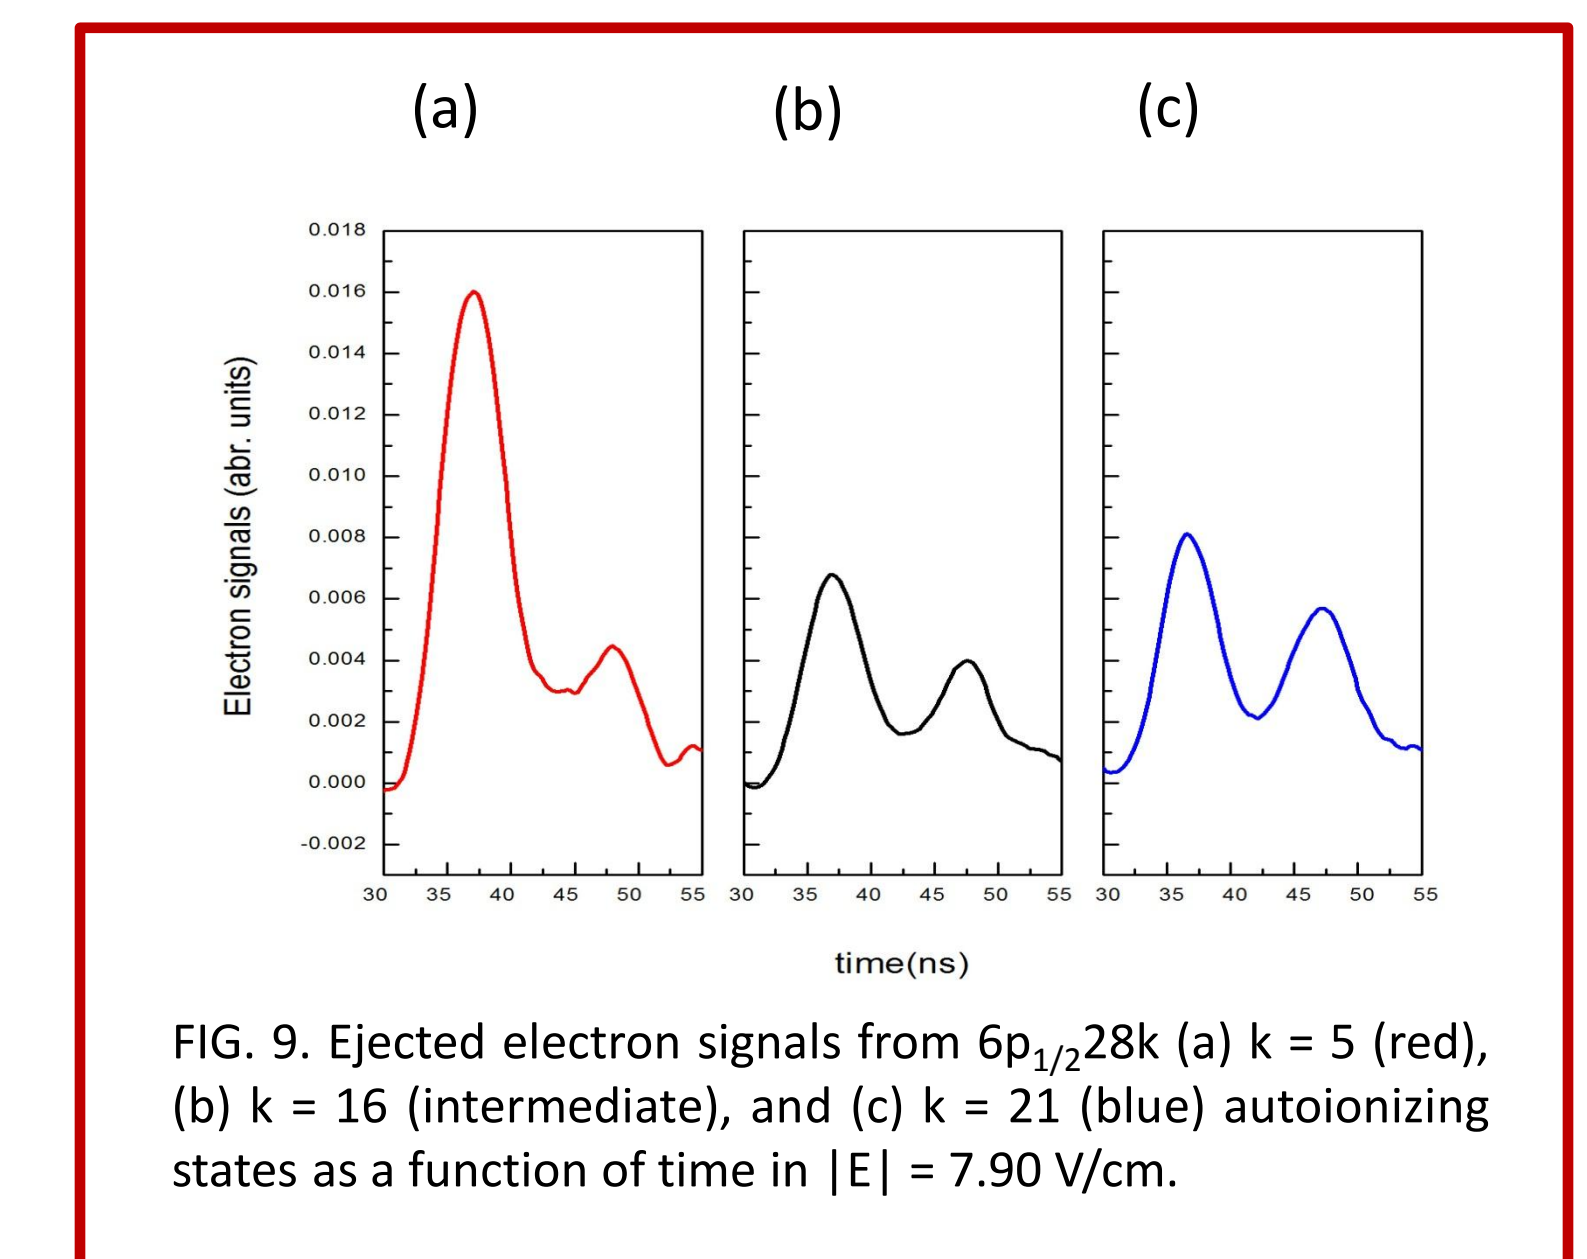 (a) (b) (c)
Electron signals (abr. units)
0.018
0.016
0.014
0.012
0.010
0.008
0.006
0.004
0.002
0.000
-0.002
30 35 40 45 50 55 30 35 40 45 50 55 30 35 40 45 50 55
time(ns)
FIG. 9. Ejected electron signals from 6p1/228k (a) k = 5 (red),
(b) k = 16 (intermediate), and (c) k = 21 (blue) autoionizing
states as a function of time in |E| = 7.90 V/cm.